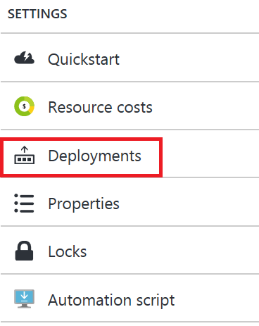 SETTINGS
Quickstart
Resource costs
Deployments
Properties
Locks
Automation script